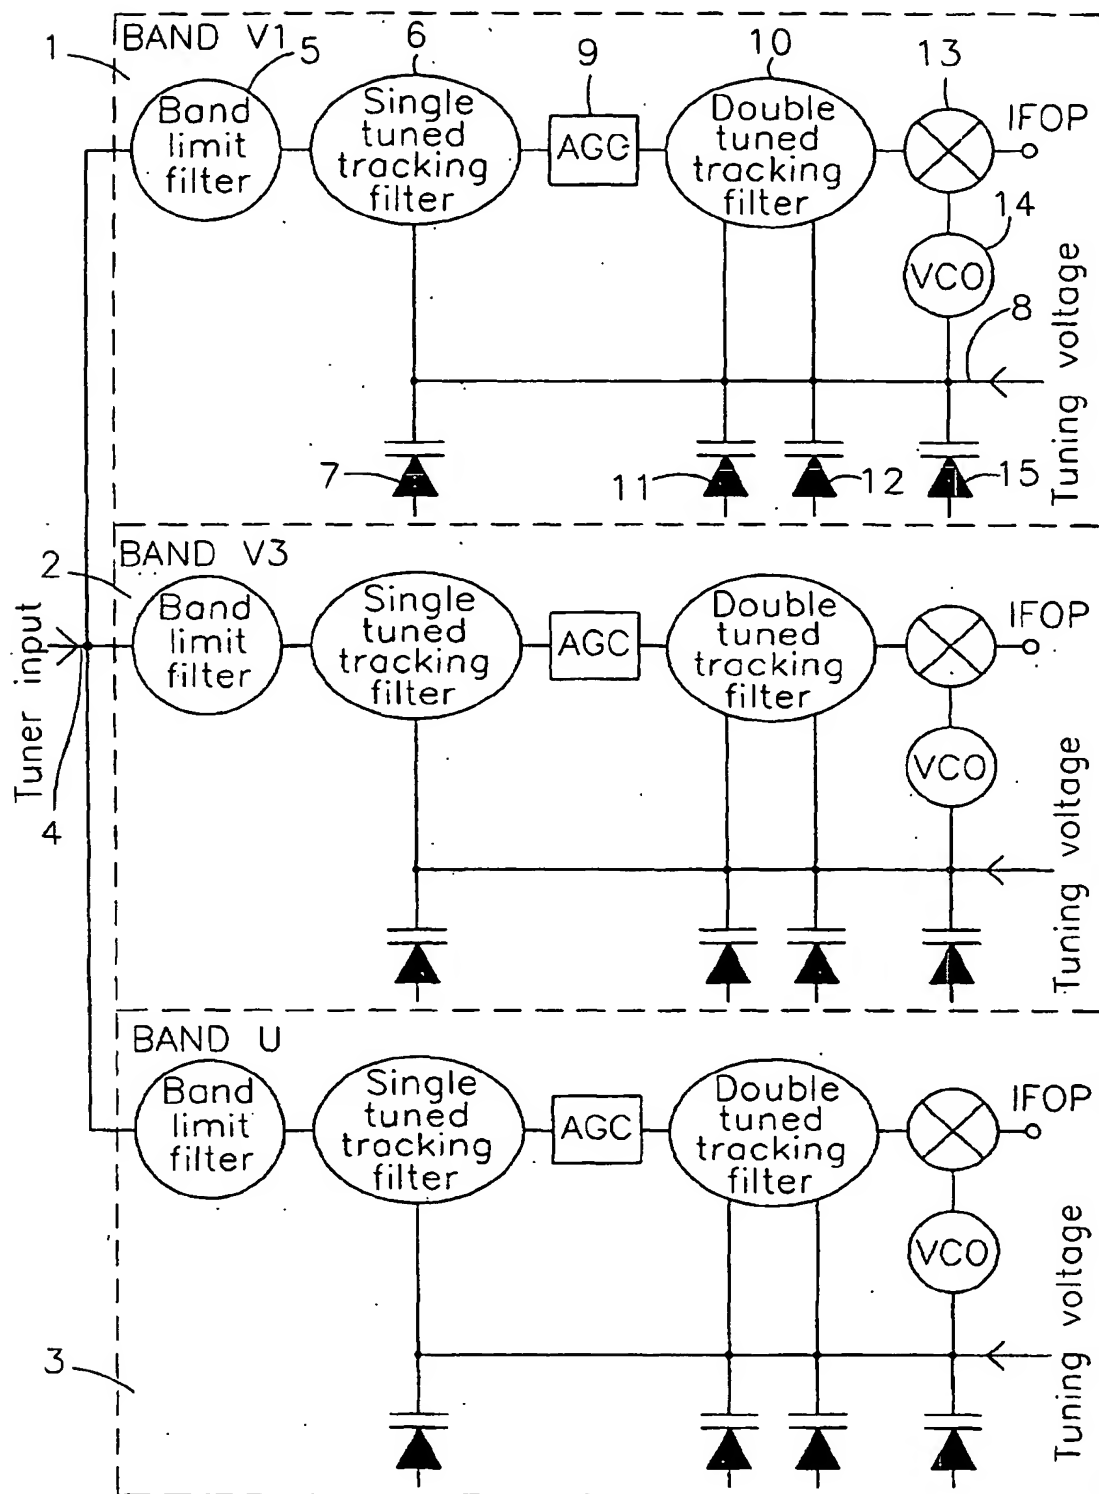 BAND V1
1
5
6
9
10
13
Band
limit
filter
Single
tuned
tracking
filter
AGC
Double
tuned
tracking
filter
IFOP
14
VCO
8
Tuning voltage
7
11
12
15
BAND V3
2
Band
limit
filter
Single
tuned
tracking
filter
AGC
Double
tuned
tracking
filter
IFOP
VCO
Tuning voltage
Tuner input
4
BAND U
Band
limit
filter
Single
tuned
tracking
filter
AGC
Double
tuned
tracking
filter
IFOP
VCO
Tuning voltage
3